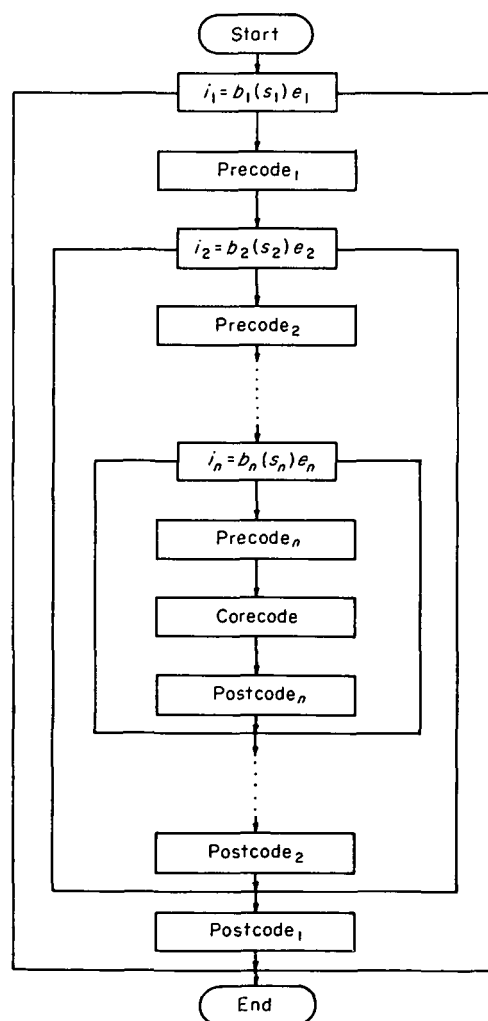 Start
i₁=b₁(s₁)e₁
Precode₁
i₂=b₂(s₂)e₂
Precode₂
iₙ=bₙ(sₙ)eₙ
Precodeₙ
Corecode
Postcodeₙ
Postcode₂
Postcode₁
End